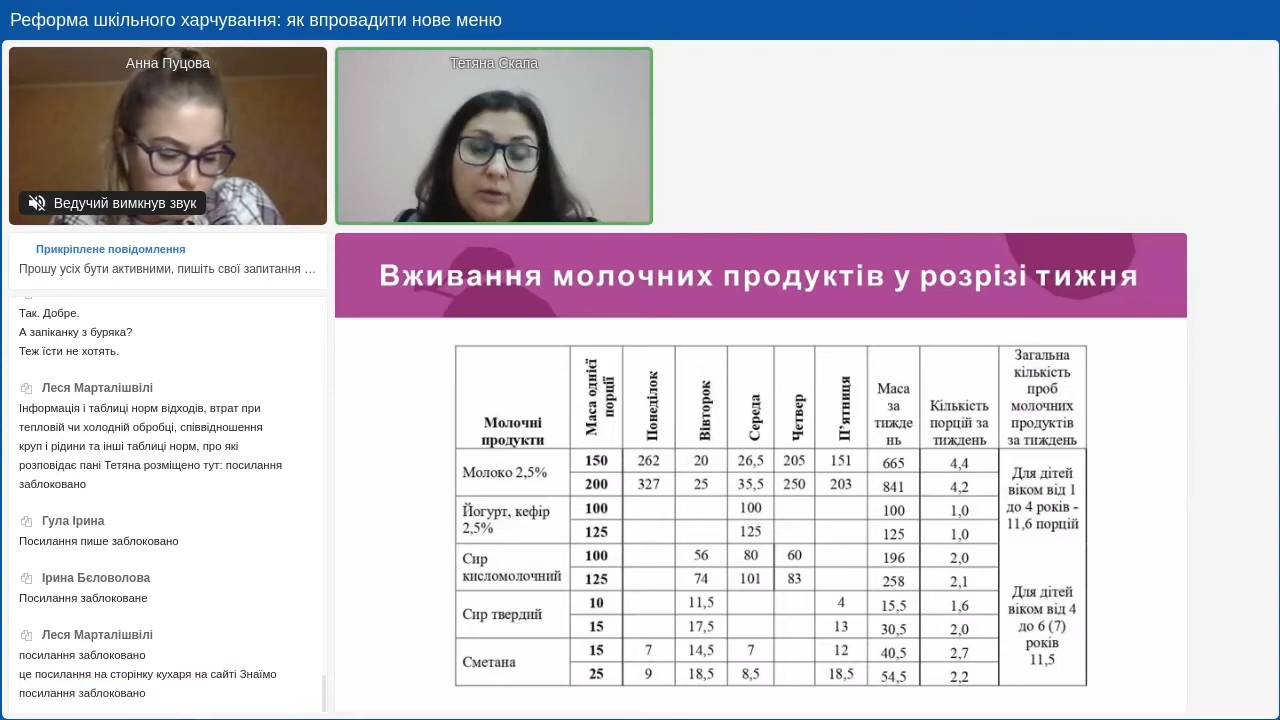 Реформа шкільного харчування: як впровадити нове меню
Анна Пуцова
Ведучий вимкнув звук
Тетяна Скапа
Прикріплене повідомлення
Прошу усіх бути активними, пишіть свої запитання …
Так. Добре.
А запіканку з буряка?
Теж їсти не хотять.
Леся Марталішвілі
Інформація і таблиці норм відходів, втрат при
тепловій чи холодній обробці, співвідношення
круп і рідини та інші таблиці норм, про які
розповідає пані Тетяна розміщено тут: посилання
заблоковано
Гула Ірина
Посилання пише заблоковано
Ірина Бєловолова
Посилання заблоковане
Леся Марталішвілі
посилання заблоковано
це посилання на сторінку кухаря на сайті Знаїмо
посилання заблоковано
Вживання молочних продуктів у розрізі тижня
Молочні продукти Маса однієї порції Понеділок Вівторок Середа Четвер П'ятниця Маса за тиждень Кількість порцій за тиждень Загальна кількість проб молочних продуктів за тиждень
Молоко 2,5% 150 262 20 26,5 205 151 665 4,4
200 327 25 35,5 250 203 841 4,2
Йогурт, кефір 2,5% 100 100 100 1,0
125 125 125 1,0
Сир кисломолочний 100 56 80 60 196 2,0
125 74 101 83 258 2,1
Сир твердий 10 11,5 4 15,5 1,6
15 17,5 13 30,5 2,0
Сметана 15 7 14,5 7 12 40,5 2,7
25 9 18,5 8,5 18,5 54,5 2,2
Для дітей
віком від 1
до 4 років -
11,6 порцій
Для дітей
віком від 4
до 6 (7)
років
11,5